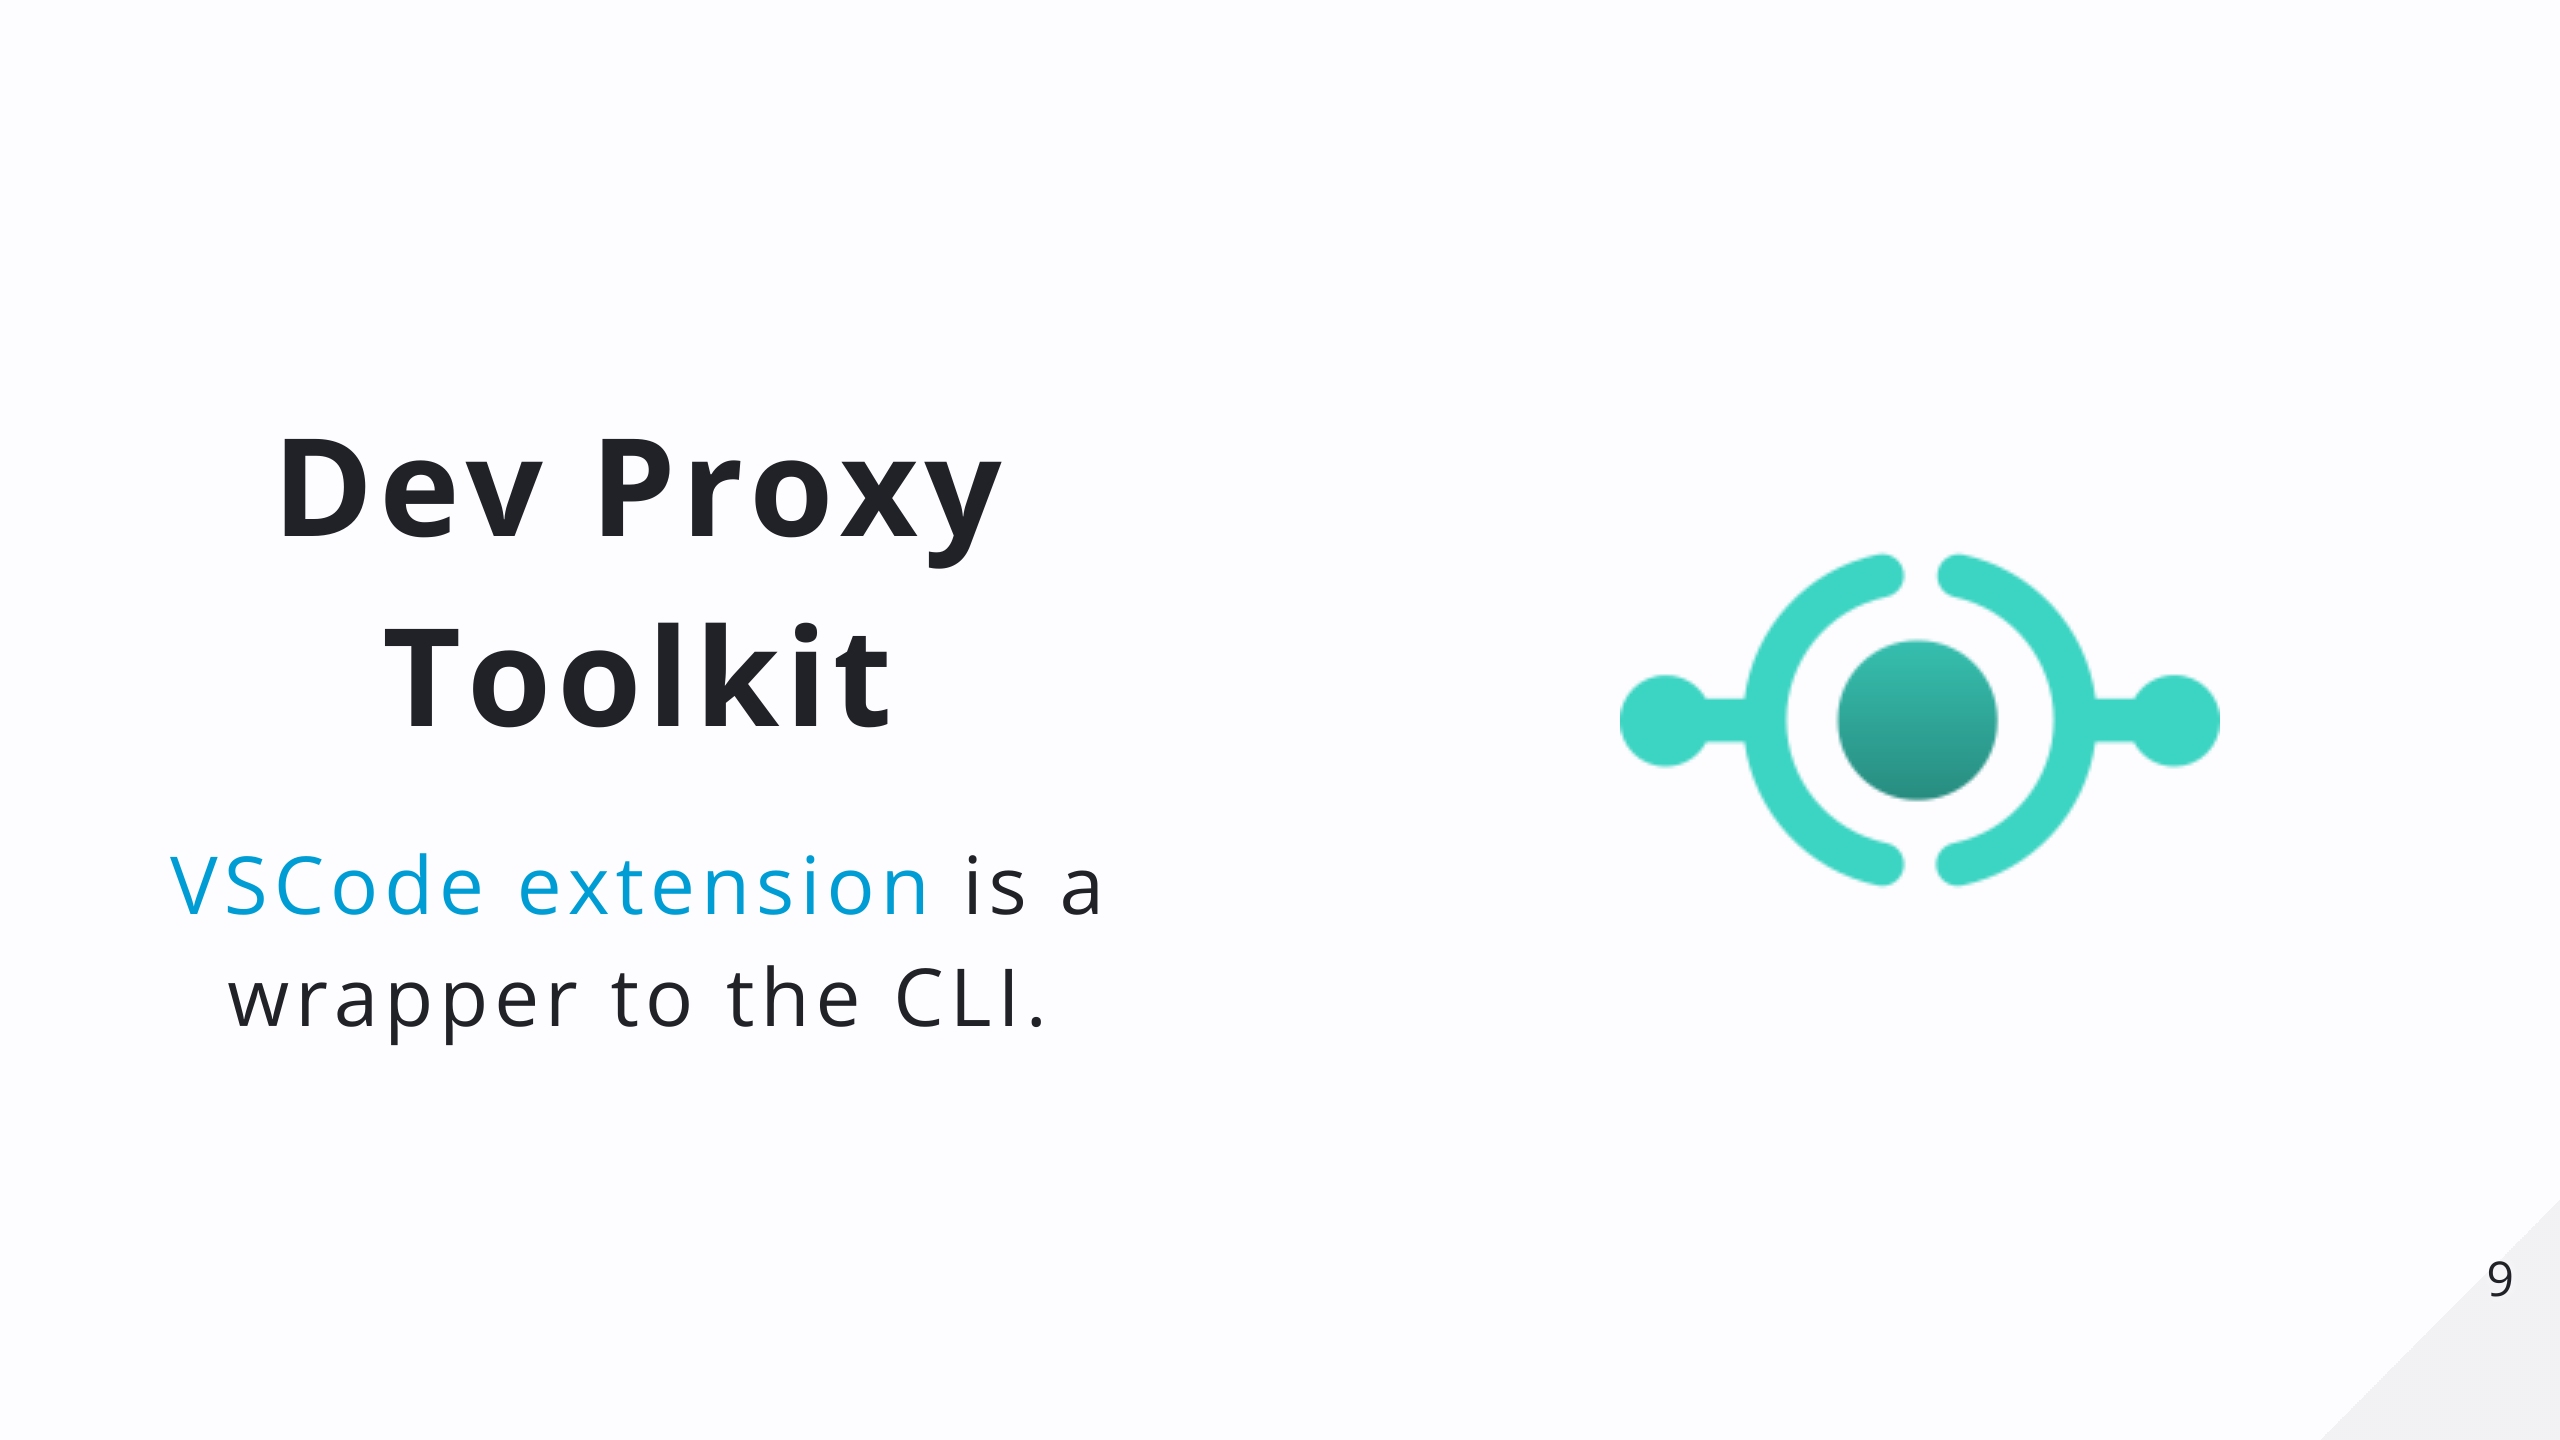 Dev Proxy
Toolkit
VSCode extension is a
wrapper to the CLI.
9